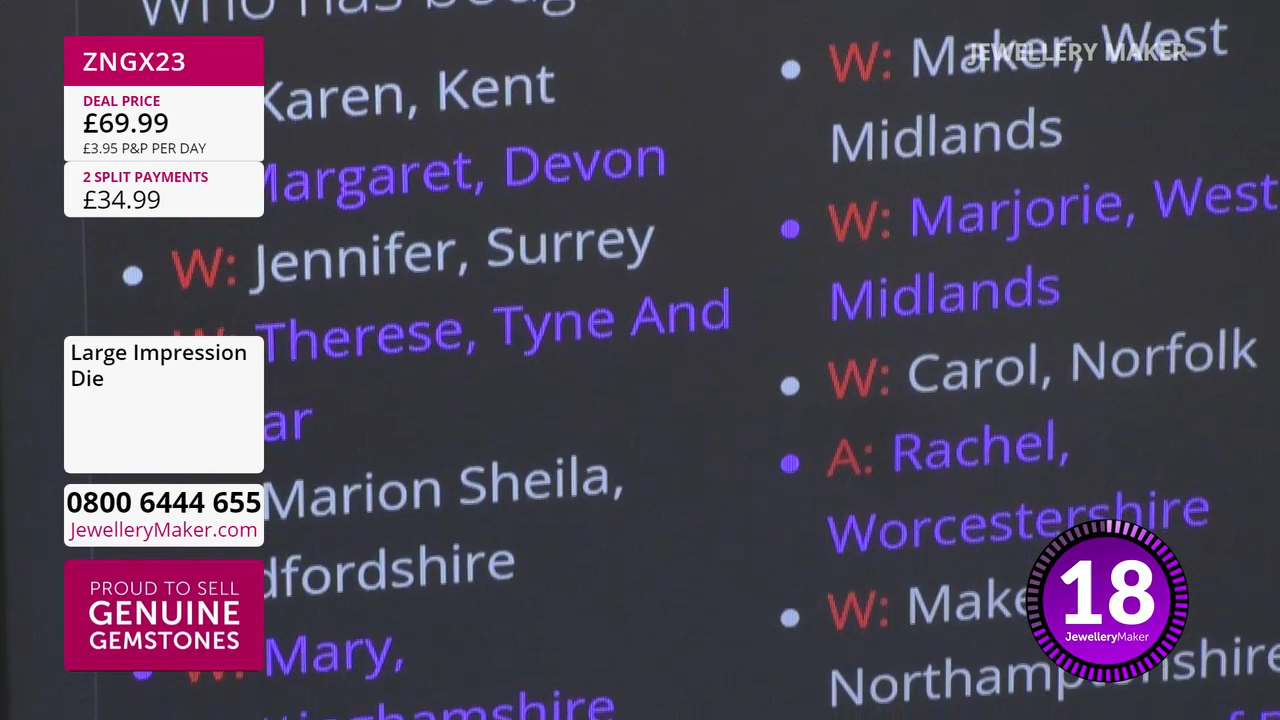 ZNGX23
DEAL PRICE
£69.99
£3.95 P&P PER DAY
2 SPLIT PAYMENTS
£34.99
Large Impression
Die
0800 6444 655
JewelleryMaker.com
PROUD TO SELL
GENUINE
GEMSTONES
Who has
Karen, Kent
Margaret, Devon
W: Jennifer, Surrey
Therese, Tyne And
ar
Marion Sheila,
dfordshire
W: Mary,
JEWELLERY MAKER
W: Maker, West
Midlands
W: Marjorie, West
Midlands
W: Carol, Norfolk
A: Rachel,
Worcestershire
W: Make
Northamptonshire
18
JewelleryMaker